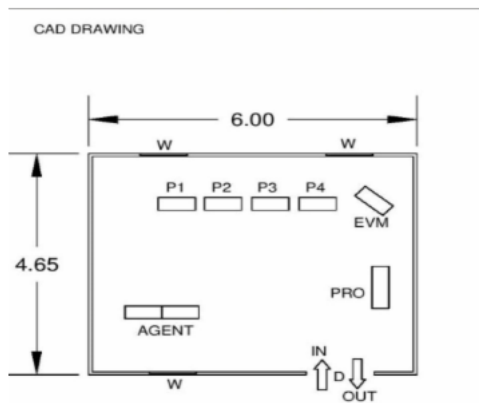 CAD DRAWING
6.00
W
W
P1
P2
P3
P4
EVM
4.65
PRO
AGENT
IN
D
W
OUT